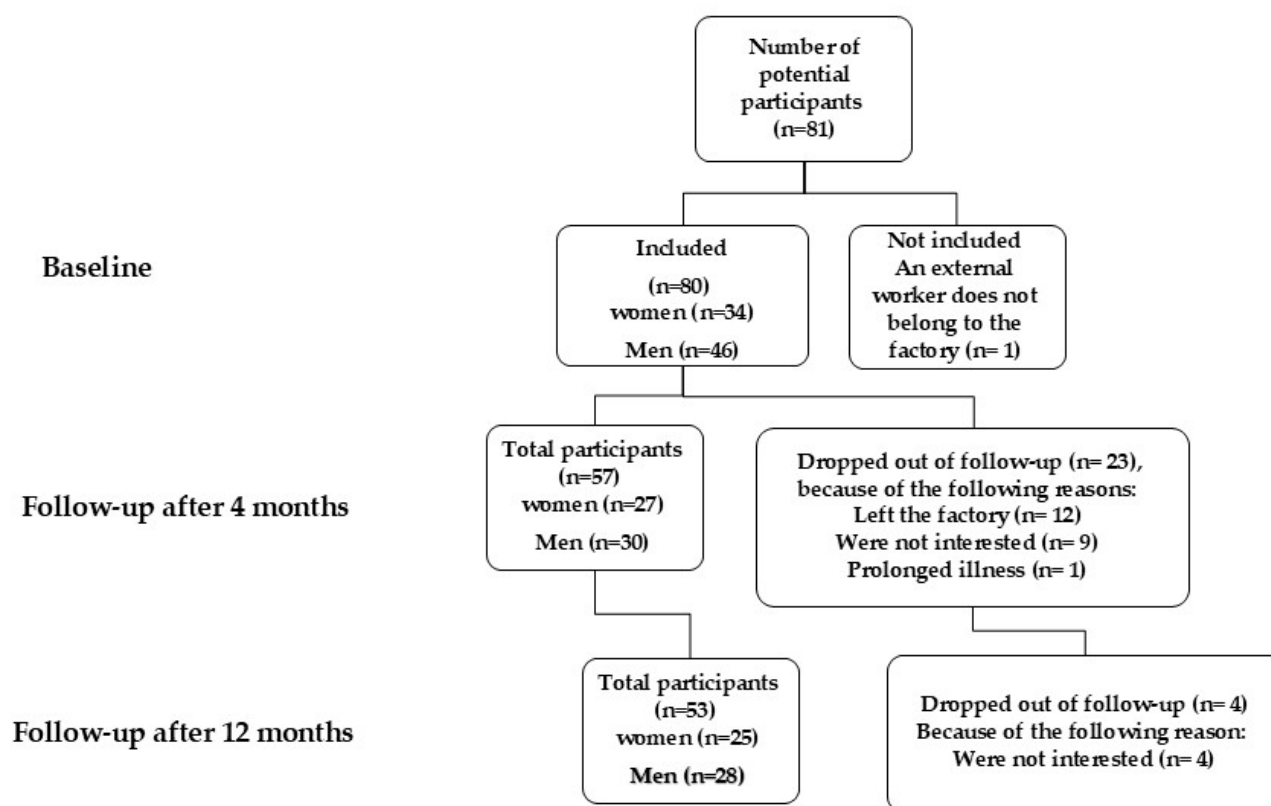 Number of
potential
participants
(n=81)
Baseline
Included
(n=80)
women (n=34)
Men (n=46)
Not included
An external
worker does not
belong to the
factory (n= 1)
Follow-up after 4 months
Total participants
(n=57)
women (n=27)
Men (n=30)
Dropped out of follow-up (n= 23),
because of the following reasons:
Left the factory (n= 12)
Were not interested (n= 9)
Prolonged illness (n= 1)
Follow-up after 12 months
Total participants
(n=53)
women (n=25)
Men (n=28)
Dropped out of follow-up (n= 4)
Because of the following reason:
Were not interested (n= 4)